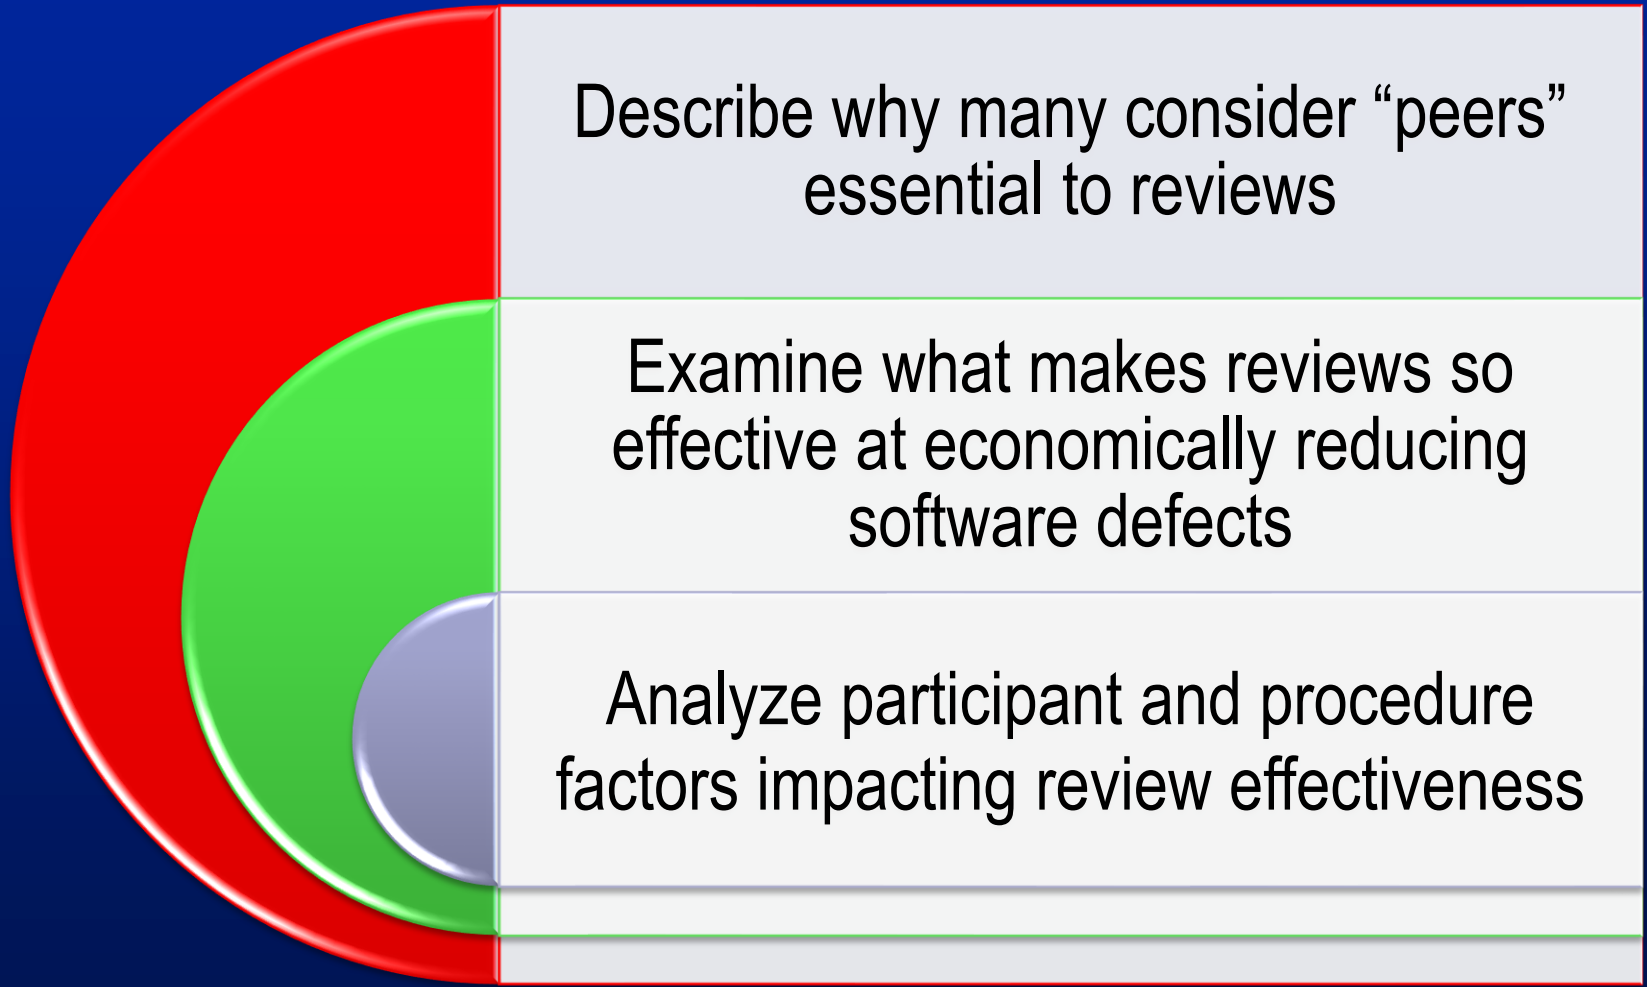 Describe why many consider “peers”
essential to reviews
Examine what makes reviews so
effective at economically reducing
software defects
Analyze participant and procedure
factors impacting review effectiveness